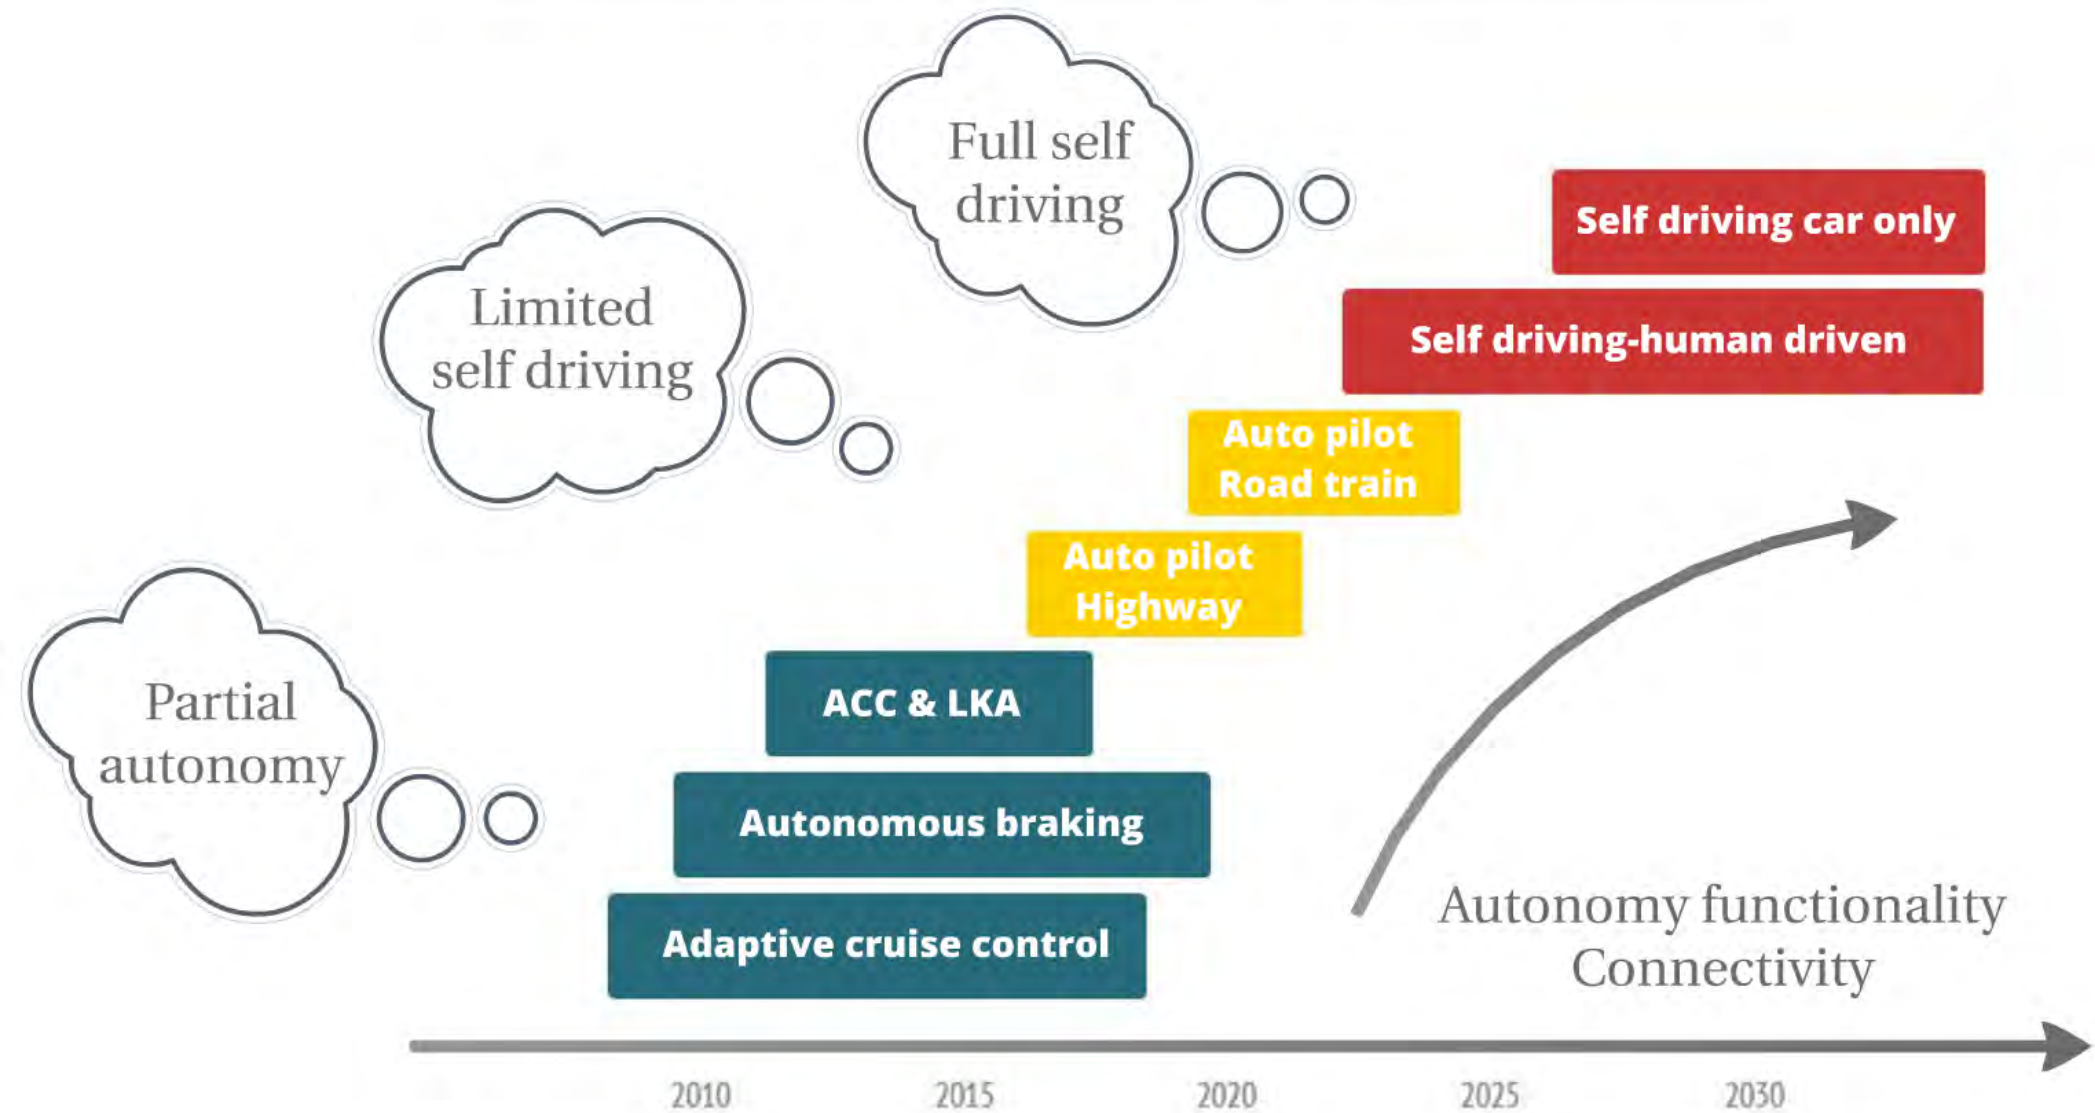 Full self
driving
Self driving car only
Limited
self driving
Self driving-human driven
Auto pilot
Road train
Auto pilot
Highway
Partial
autonomy
ACC & LKA
Autonomous braking
Adaptive cruise control
Autonomy functionality
Connectivity
2010 2015 2020 2025 2030